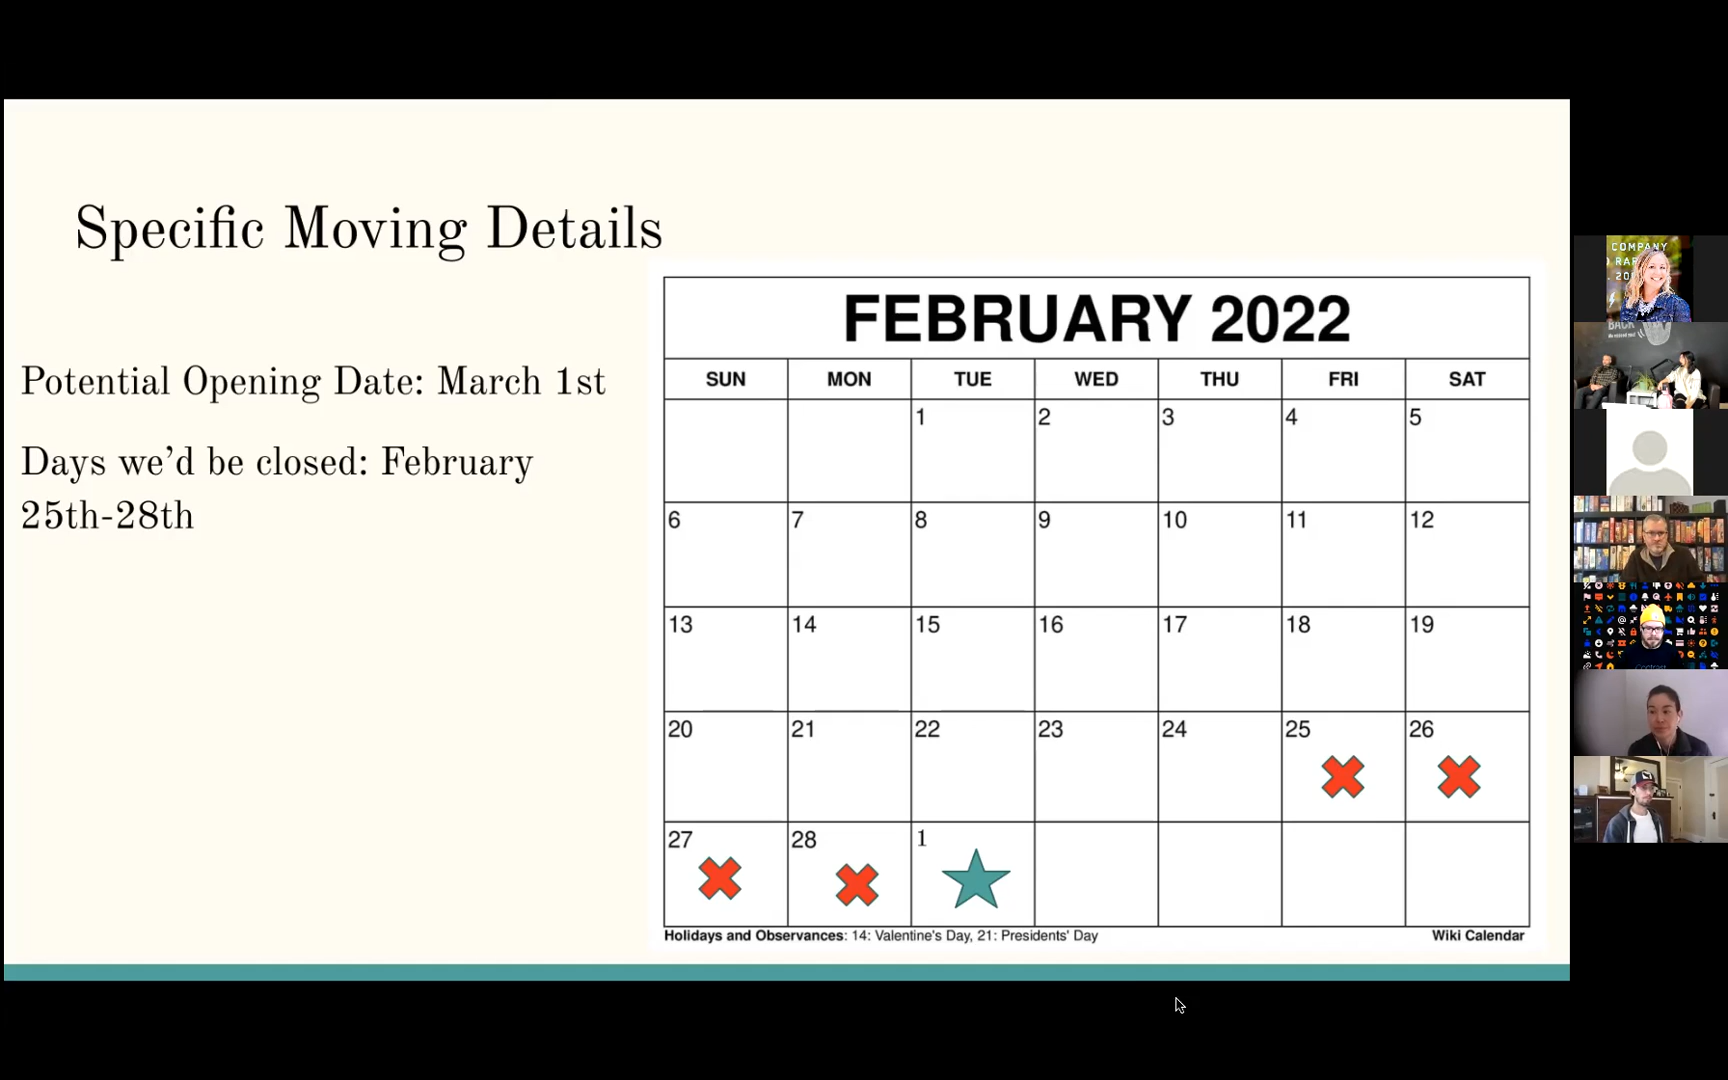 Specific Moving Details
Potential Opening Date: March 1st
Days we'd be closed: February
25th-28th
FEBRUARY 2022
SUN MON TUE WED THU FRI SAT
1 2 3 4 5
6 7 8 9 10 11 12
13 14 15 16 17 18 19
20 21 22 23 24 25 26
27 28 1
Holidays and Observances: 14: Valentine's Day, 21: Presidents' Day
Wiki Calendar
COMPANY
BACK